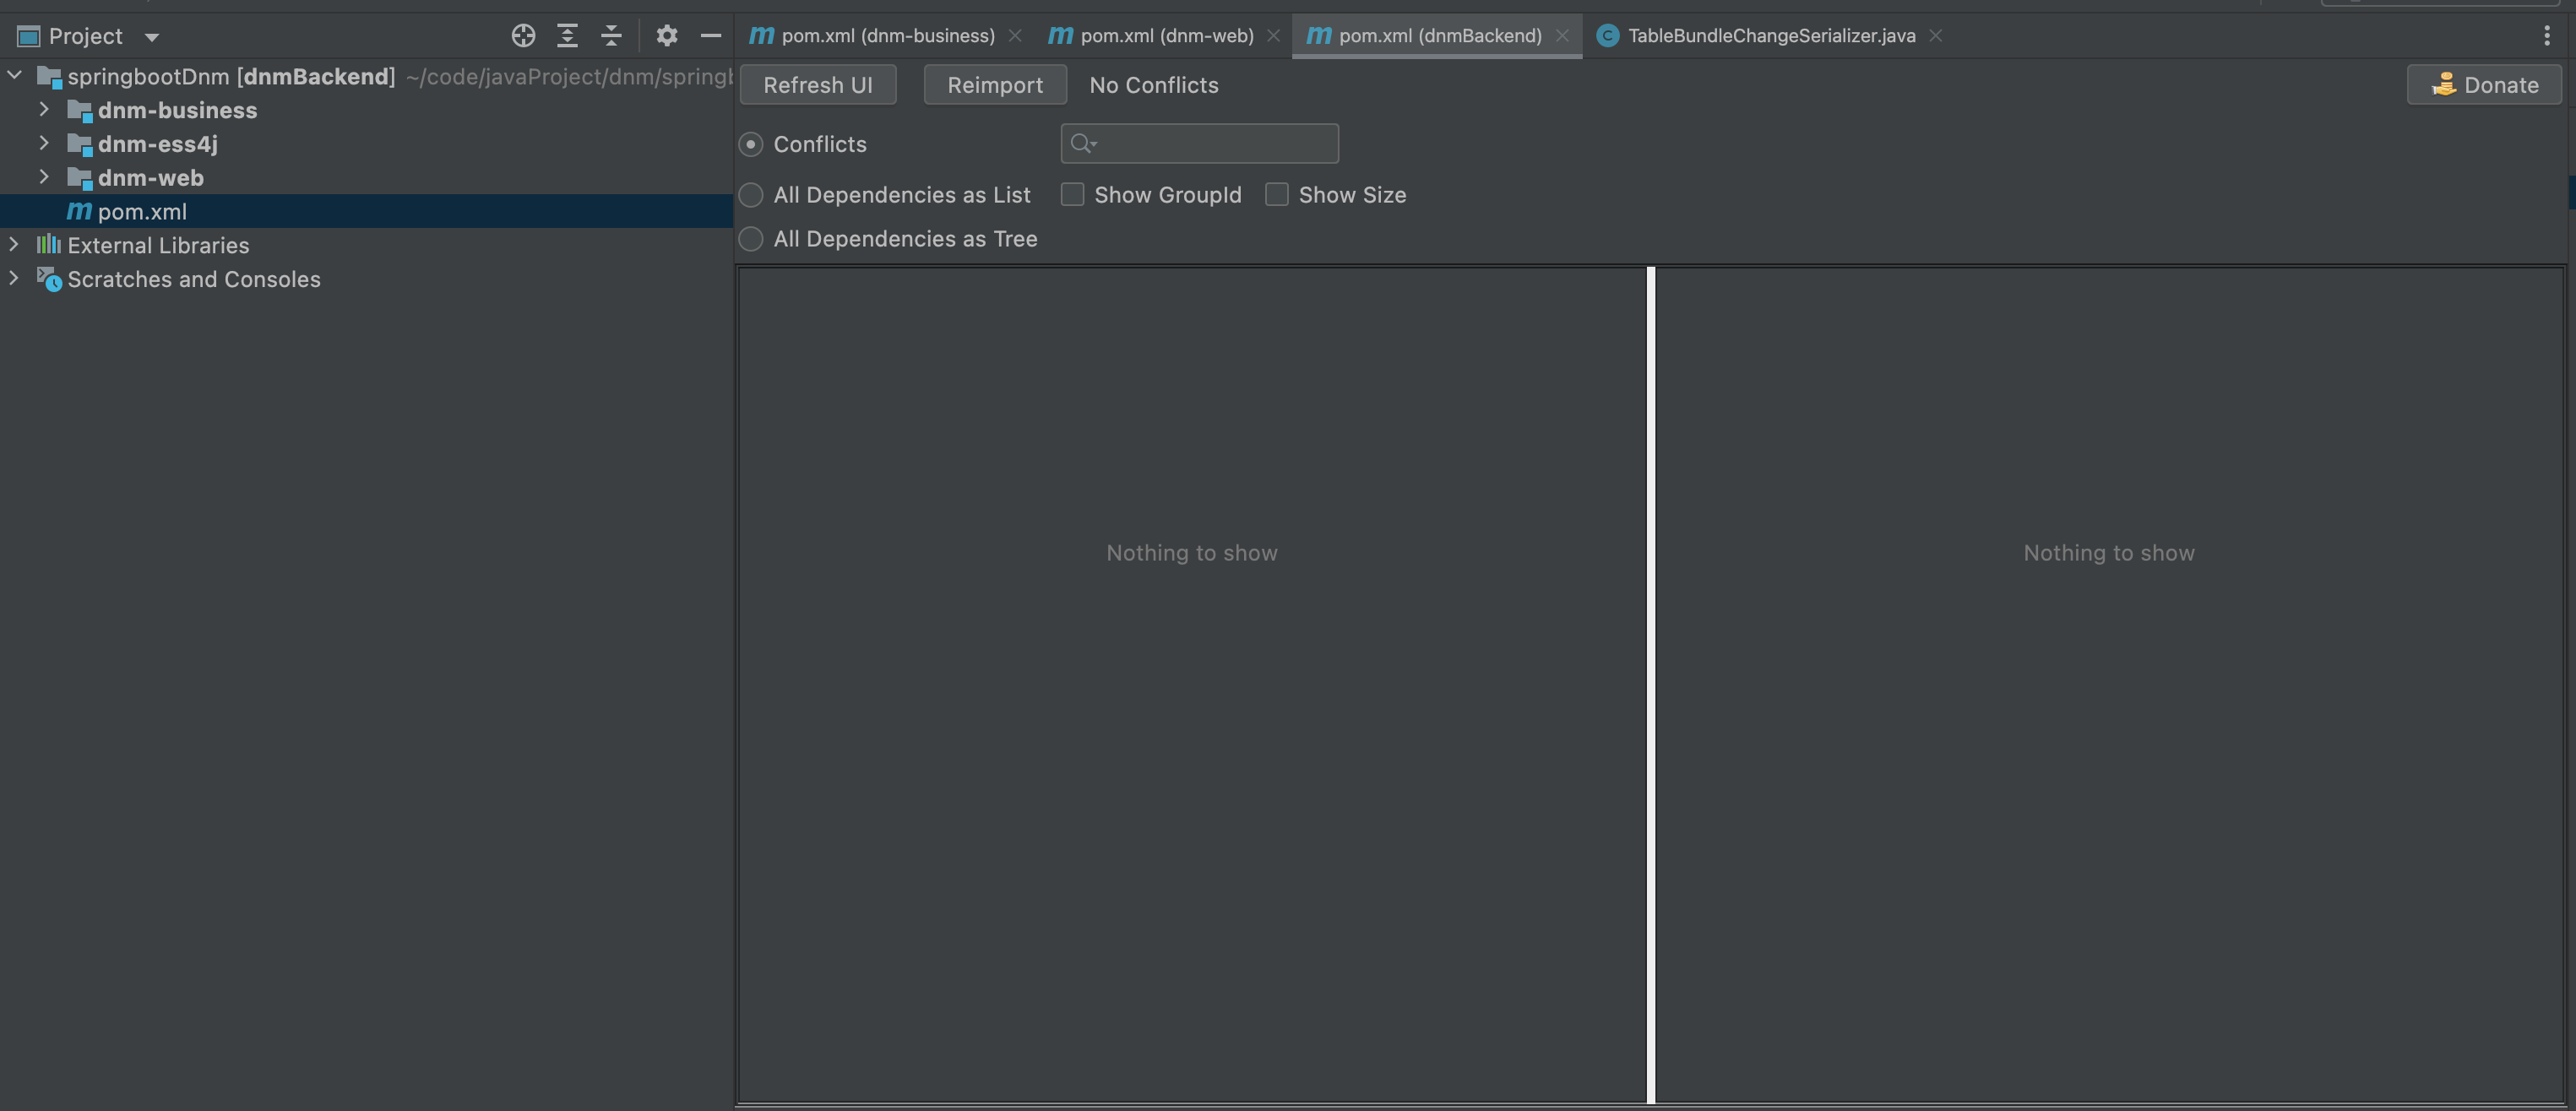 Project
springbootDnm [dnmBackend] ~/code/javaProject/dnm/spring
dnm-business
dnm-ess4j
dnm-web
pom.xml
External Libraries
Scratches and Consoles
pom.xml (dnm-business) pom.xml (dnm-web) pom.xml (dnmBackend) TableBundleChangeSerializer.java
Refresh UI Reimport No Conflicts Donate
Conflicts
All Dependencies as List Show GroupId Show Size
All Dependencies as Tree
Nothing to show Nothing to show